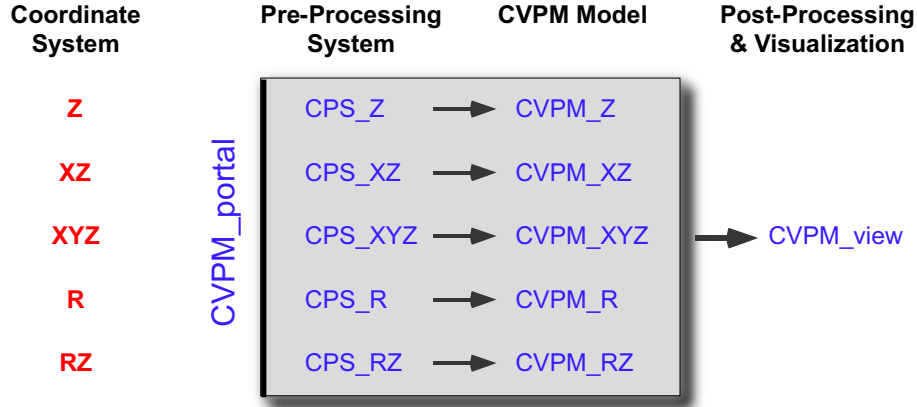 Coordinate System
Pre-Processing System
CVPM Model
Post-Processing & Visualization
CVPM_portal
Z
CPS_Z
CVPM_Z
XZ
CPS_XZ
CVPM_XZ
XYZ
CPS_XYZ
CVPM_XYZ
CVPM_view
R
CPS_R
CVPM_R
RZ
CPS_RZ
CVPM_RZ